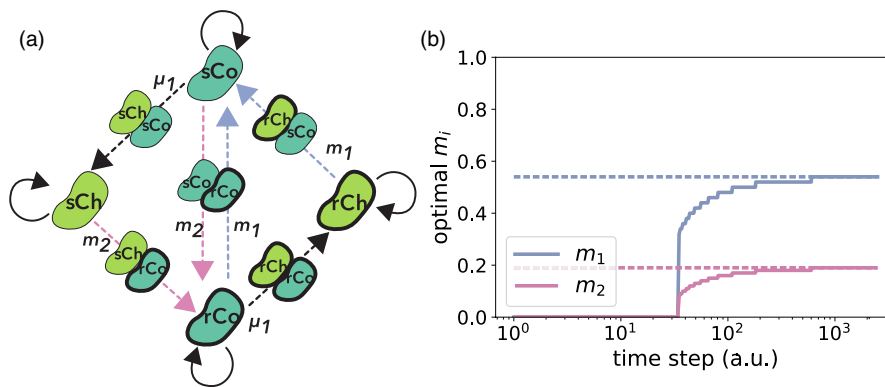 (a)
sCo
μ1
sCh
sCo
rCh
sCo
m1
sCh
sCo
rCo
m2
m1
rCh
m2
sCh
rCo
rCh
rCo
rCo
μ1
(b)
optimal mi
1.0
0.8
0.6
0.4
0.2
0.0
m1
m2
10^0
10^1
10^2
10^3
time step (a.u.)